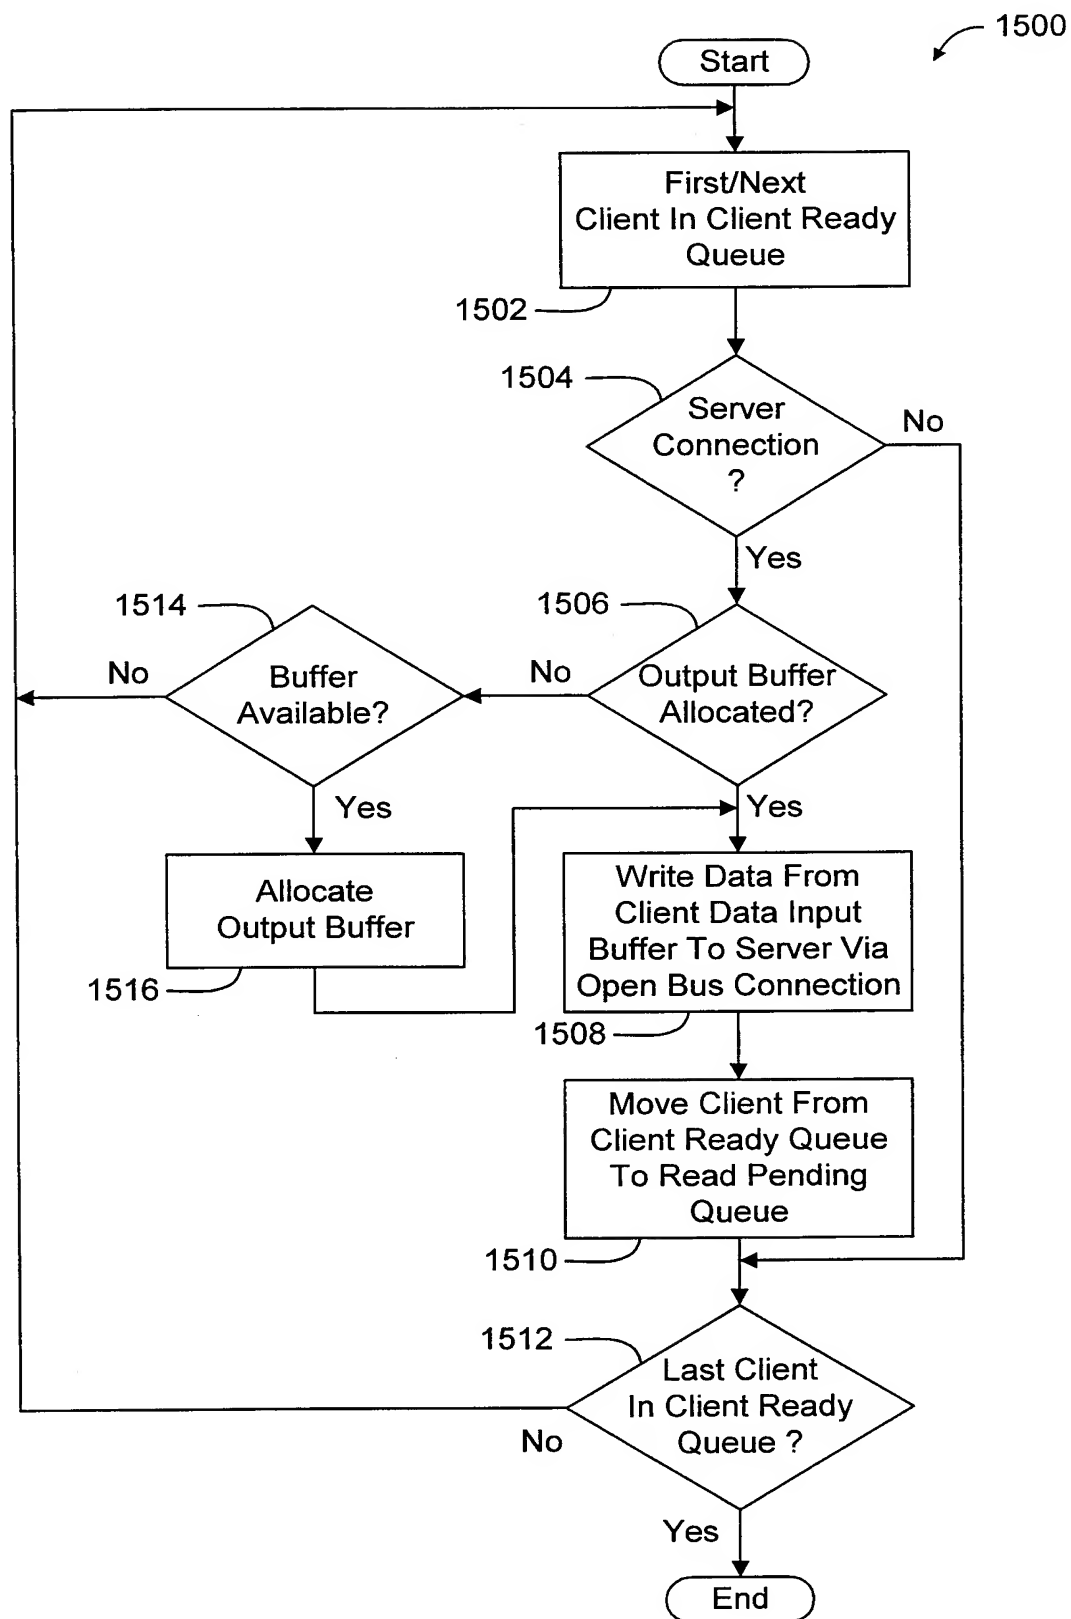 1500
Start
First/Next
Client In Client Ready
Queue
1502
1504
Server
Connection
?
No
Yes
1514
1506
No
Buffer
Available?
No
Output Buffer
Allocated?
Yes
Yes
Allocate
Output Buffer
1516
Write Data From
Client Data Input
Buffer To Server Via
Open Bus Connection
1508
Move Client From
Client Ready Queue
To Read Pending
Queue
1510
1512
Last Client
In Client Ready
Queue ?
No
Yes
End